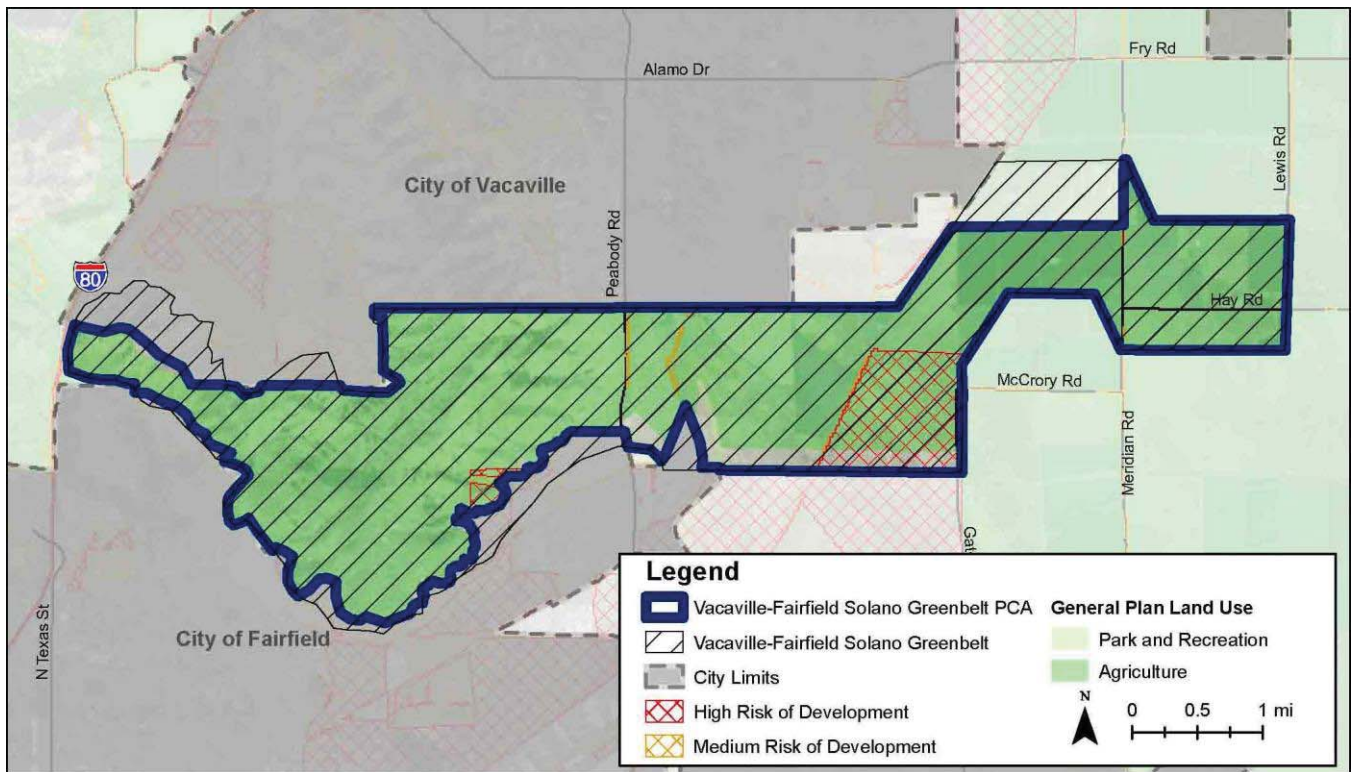 Fry Rd
Alamo Dr
Lewis Rd
City of Vacaville
Peabody Rd
80
Hay Rd
McCrory Rd
Meridian Rd
N Texas St
City of Fairfield
Legend
Vacaville-Fairfield Solano Greenbelt PCA
Vacaville-Fairfield Solano Greenbelt
City Limits
High Risk of Development
Medium Risk of Development
General Plan Land Use
Park and Recreation
Agriculture
N
0 0.5 1 mi